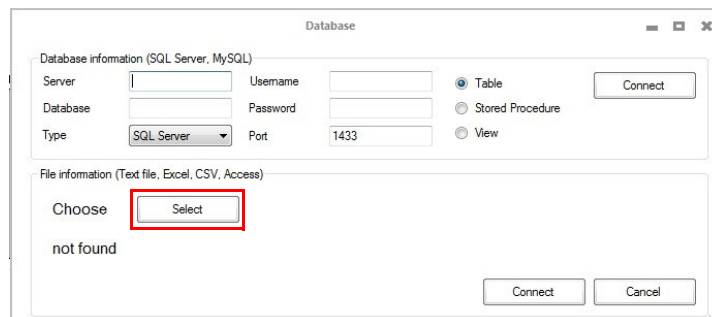 Database
Database information (SQL Server, MySQL)
Server Username Table Connect
Database Password Stored Procedure
Type SQL Server Port 1433 View
File information (Text file, Excel, CSV, Access)
Choose Select
not found
Connect Cancel